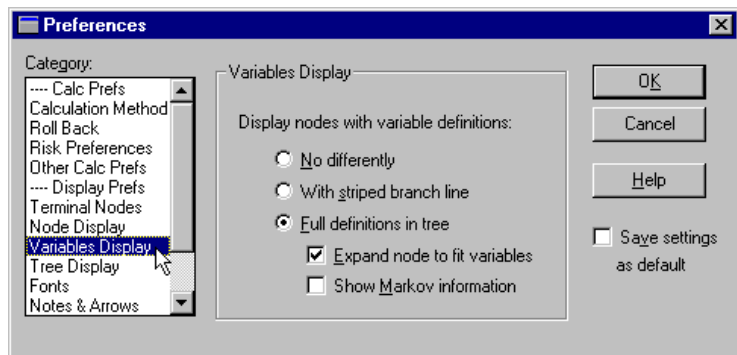 Preferences
Category:
---- Calc Prefs
Calculation Method
Roll Back
Risk Preferences
Other Calc Prefs
---- Display Prefs
Terminal Nodes
Node Display
Variables Display
Tree Display
Fonts
Notes & Arrows
Variables Display
Display nodes with variable definitions:
No differently
With striped branch line
Full definitions in tree
Expand node to fit variables
Show Markov information
OK
Cancel
Help
Save settings
as default